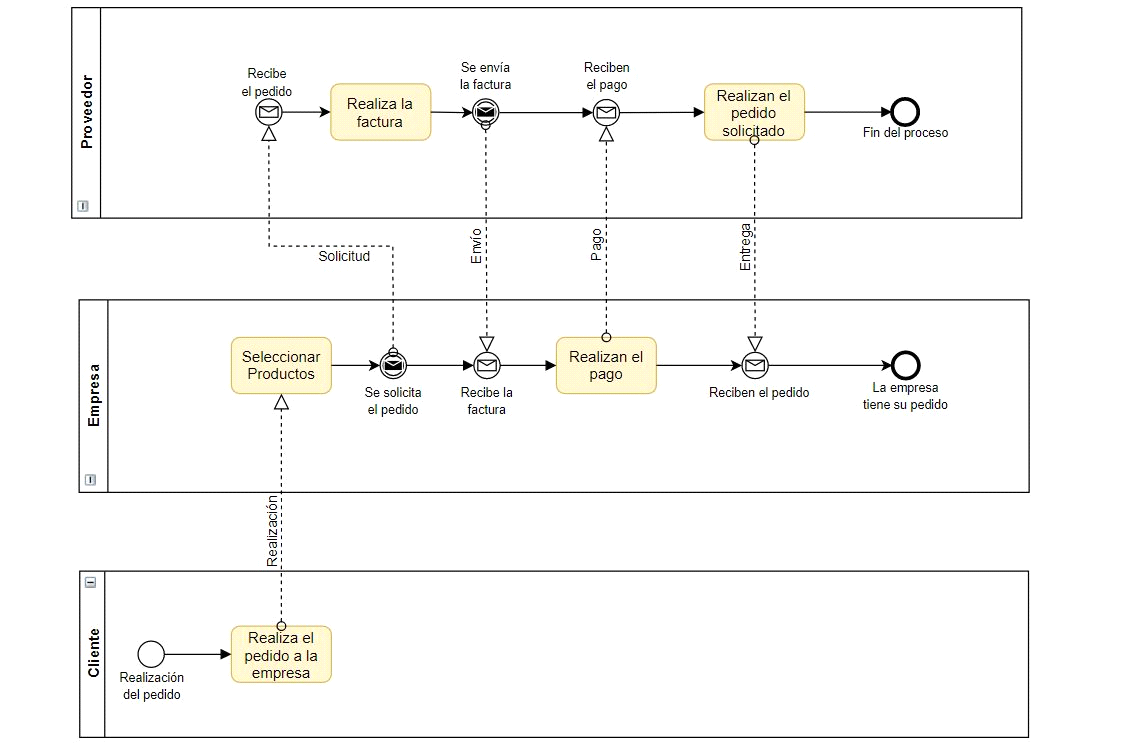 Proveedor
Recibe
el pedido
Realiza la
factura
Se envía
la factura
Reciben
el pago
Realizan el
pedido
solicitado
Fin del proceso
Solicitud
Envío
Pago
Entrega
Empresa
Seleccionar
Productos
Se solicita
el pedido
Recibe la
factura
Realizan el
pago
Reciben el pedido
La empresa
tiene su pedido
Realización
Cliente
Realización
del pedido
Realiza el
pedido a la
empresa